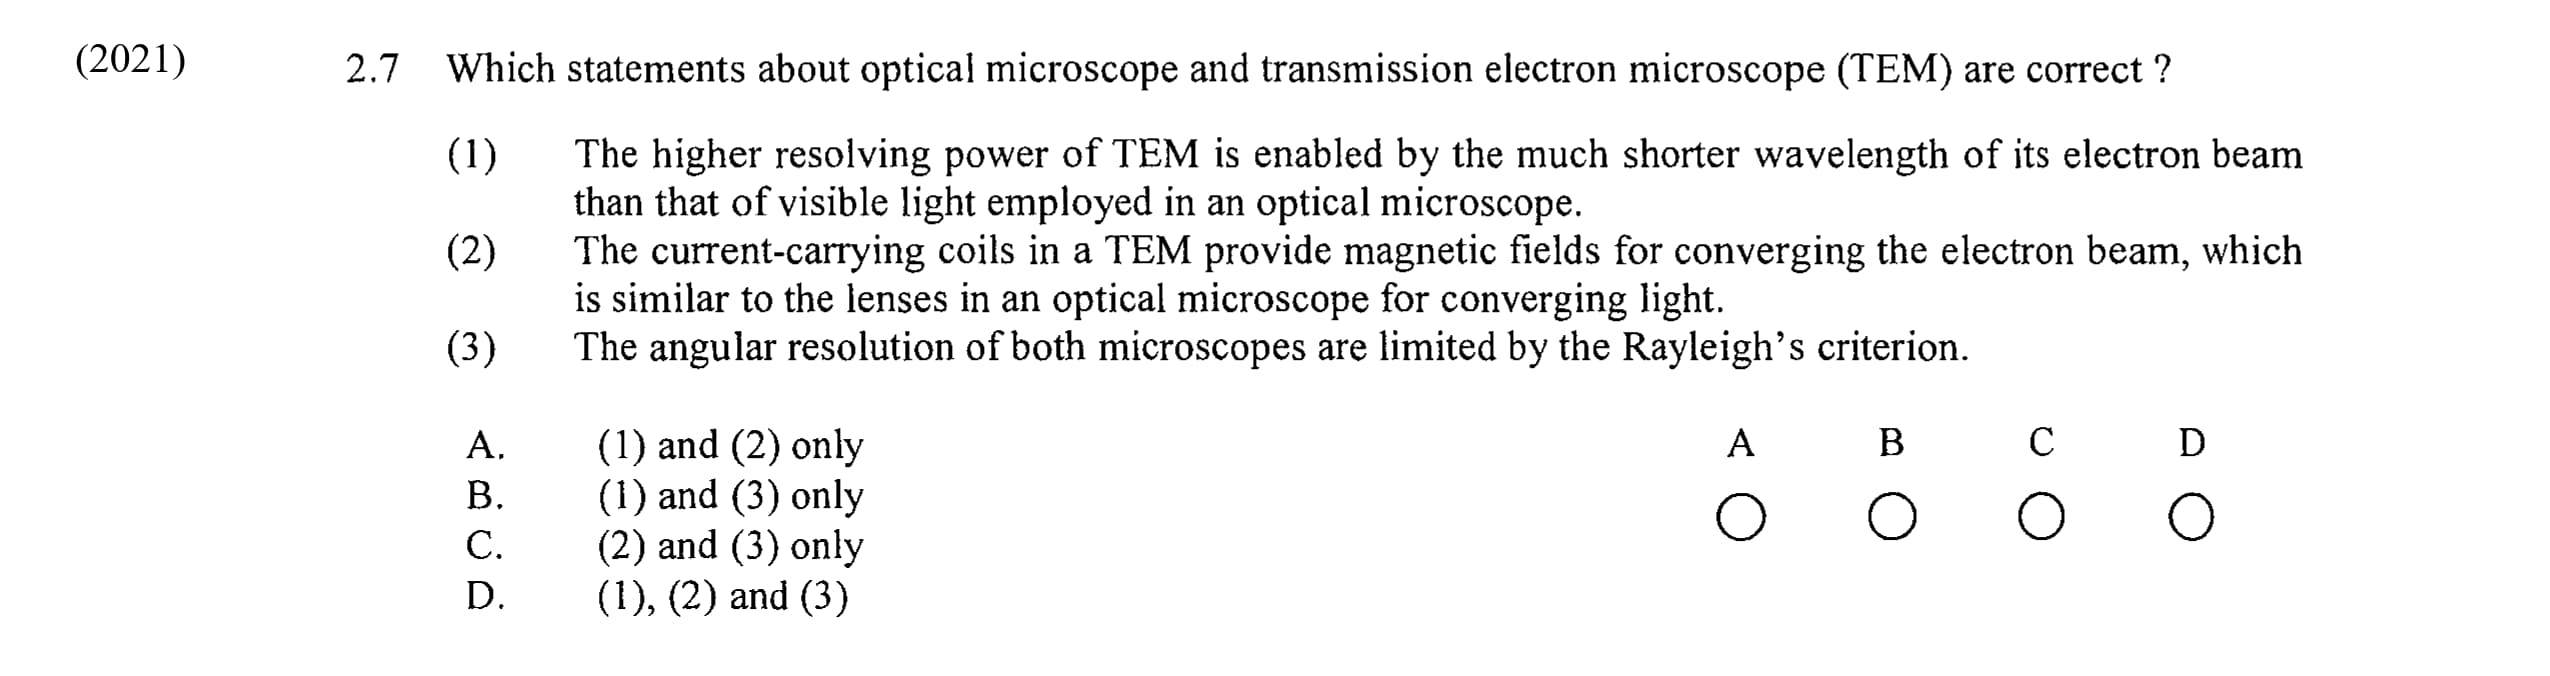 (2021) 2.7 Which statements about optical microscope and transmission electron microscope (TEM) are correct ?
(1) The higher resolving power of TEM is enabled by the much shorter wavelength of its electron beam
than that of visible light employed in an optical microscope.
(2) The current-carrying coils in a TEM provide magnetic fields for converging the electron beam, which
is similar to the lenses in an optical microscope for converging light.
(3) The angular resolution of both microscopes are limited by the Rayleigh's criterion.
A. (1) and (2) only A B C D
B. (1) and (3) only
C. (2) and (3) only
D. (1), (2) and (3)